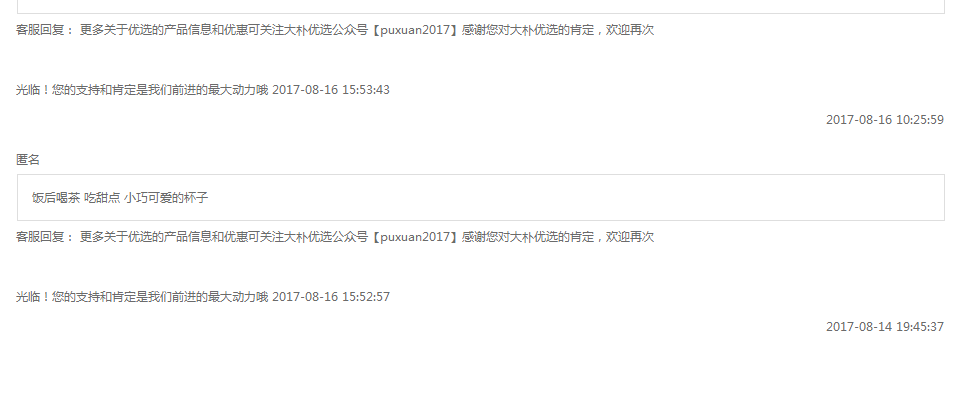 客服回复： 更多关于优选的产品信息和优惠可关注大朴优选公众号【puxuan2017】感谢您对大朴优选的肯定，欢迎再次
光临！您的支持和肯定是我们前进的最大动力哦 2017-08-16 15:53:43
2017-08-16 10:25:59
匿名
饭后喝茶 吃甜点 小巧可爱的杯子
客服回复： 更多关于优选的产品信息和优惠可关注大朴优选公众号【puxuan2017】感谢您对大朴优选的肯定，欢迎再次
光临！您的支持和肯定是我们前进的最大动力哦 2017-08-16 15:52:57
2017-08-14 19:45:37